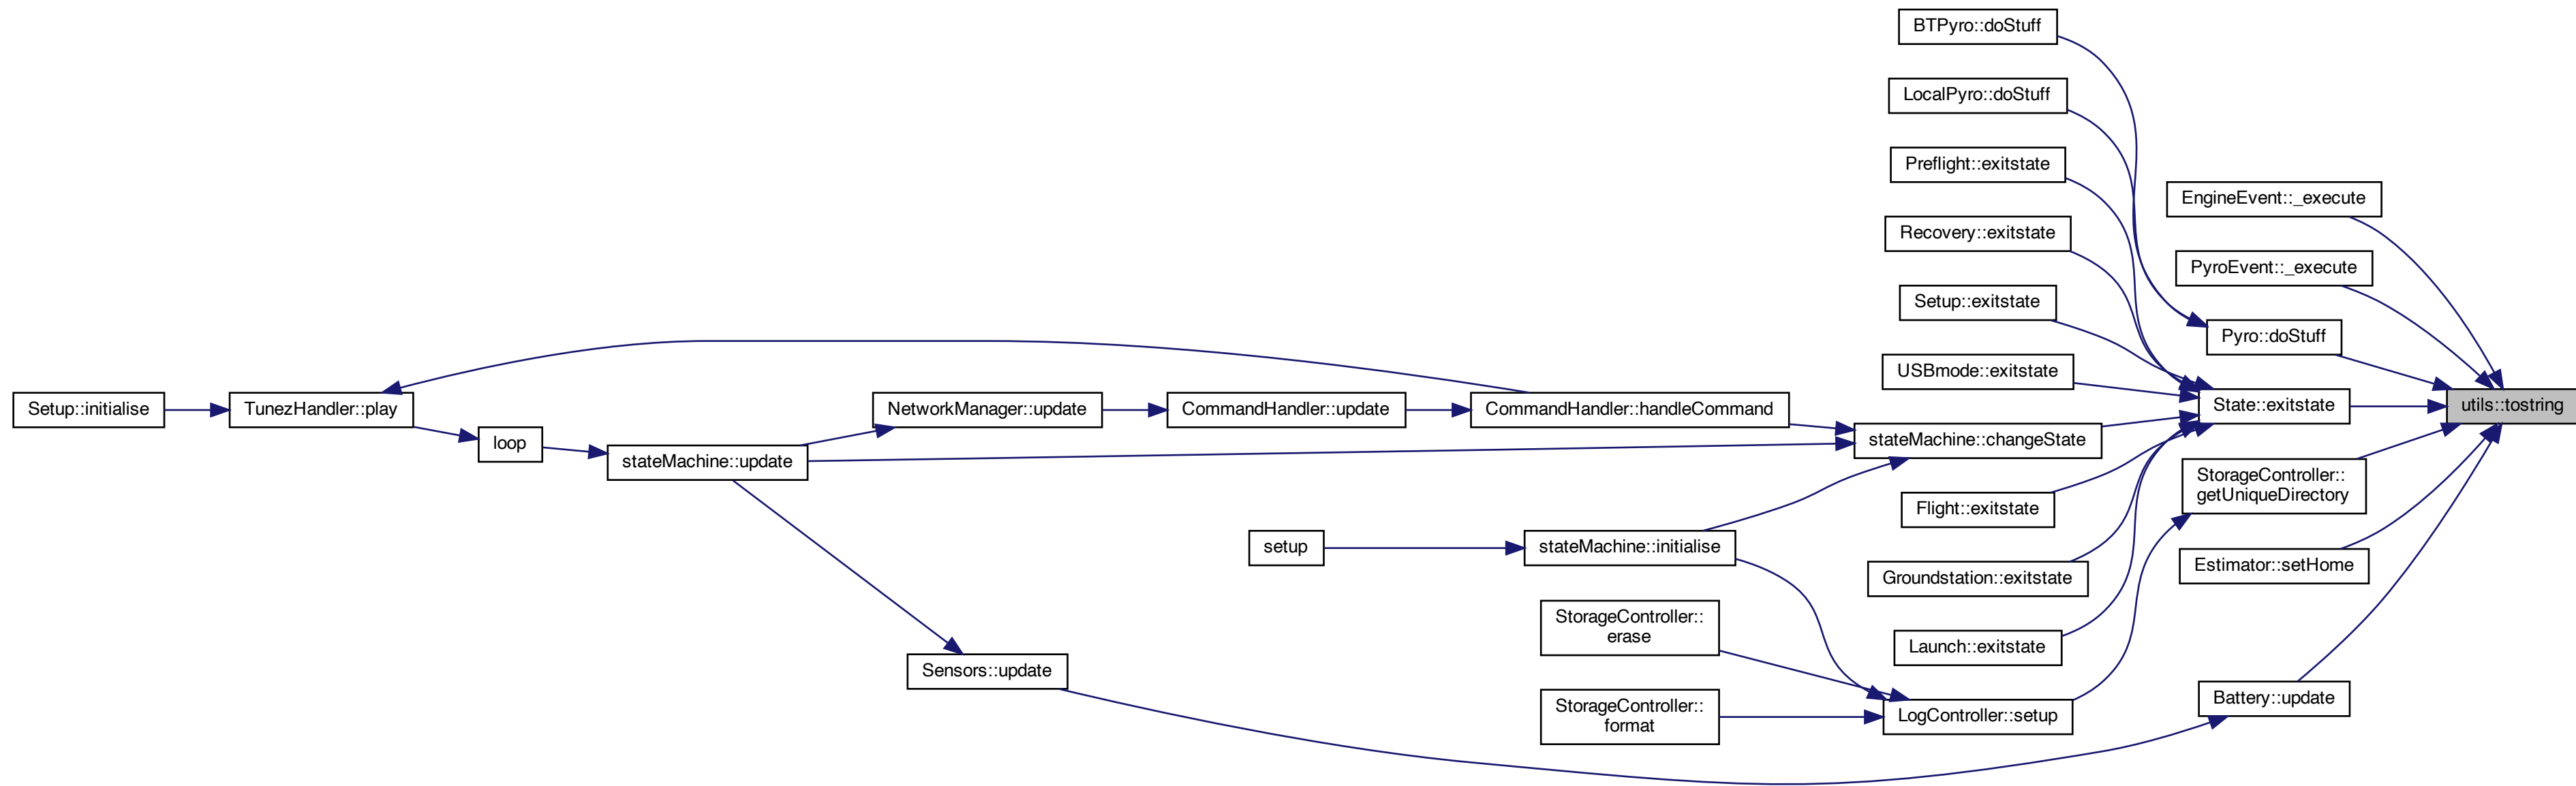 BTPyro::doStuff
LocalPyro::doStuff
Preflight::exitstate
EngineEvent::_execute
Recovery::exitstate
PyroEvent::_execute
Setup::exitstate
Pyro::doStuff
USBmode::exitstate
Setup::initialise
TunezHandler::play
NetworkManager::update
CommandHandler::update
CommandHandler::handleCommand
State::exitstate
utils::tostring
loop
stateMachine::changeState
stateMachine::update
StorageController::
getUniqueDirectory
Flight::exitstate
setup
stateMachine::initialise
Estimator::setHome
Groundstation::exitstate
StorageController::
erase
Launch::exitstate
Sensors::update
Battery::update
StorageController::
format
LogController::setup